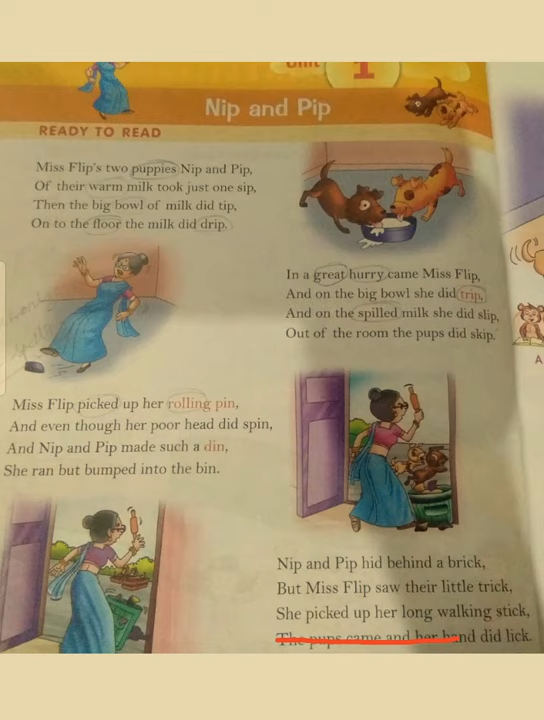 Unit 1
Nip and Pip
READY TO READ
Miss Flip's two puppies Nip and Pip,
Of their warm milk took just one sip,
Then the big bowl of milk did tip,
On to the floor the milk did drip.
In a great hurry came Miss Flip,
And on the big bowl she did trip,
And on the spilled milk she did slip,
Out of the room the pups did skip.
Miss Flip picked up her rolling pin,
And even though her poor head did spin,
And Nip and Pip made such a din,
She ran but bumped into the bin.
Nip and Pip hid behind a brick,
But Miss Flip saw their little trick,
She picked up her long walking stick,
The pups came and her hand did lick.
A